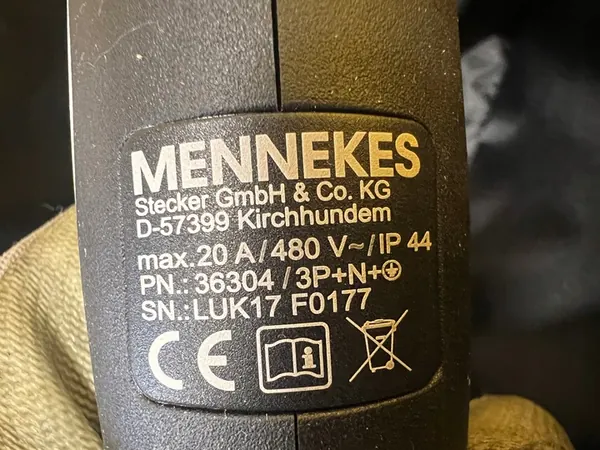 MENNEKES
Stecker GmbH & Co. KG
D-57399 Kirchhundem
max. 20 A / 480 V~ / IP 44
PN.: 36304 / 3P+N+⏚
SN.: LUK17 F0177
CE
i